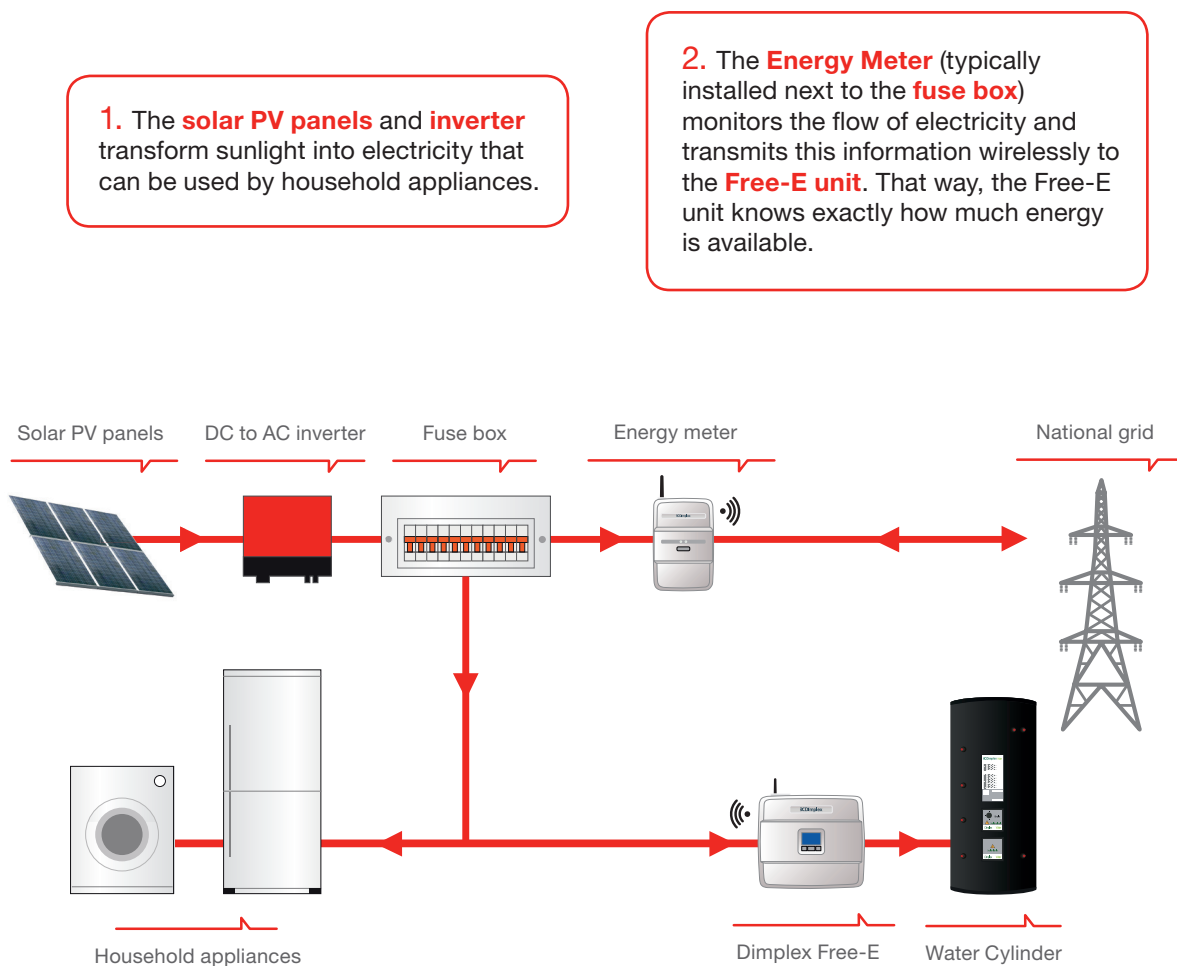 1. The solar PV panels and inverter
transform sunlight into electricity that
can be used by household appliances.
2. The Energy Meter (typically
installed next to the fuse box)
monitors the flow of electricity and
transmits this information wirelessly to
the Free-E unit. That way, the Free-E
unit knows exactly how much energy
is available.
Solar PV panels
DC to AC inverter
Fuse box
Energy meter
National grid
Household appliances
Dimplex Free-E
Water Cylinder